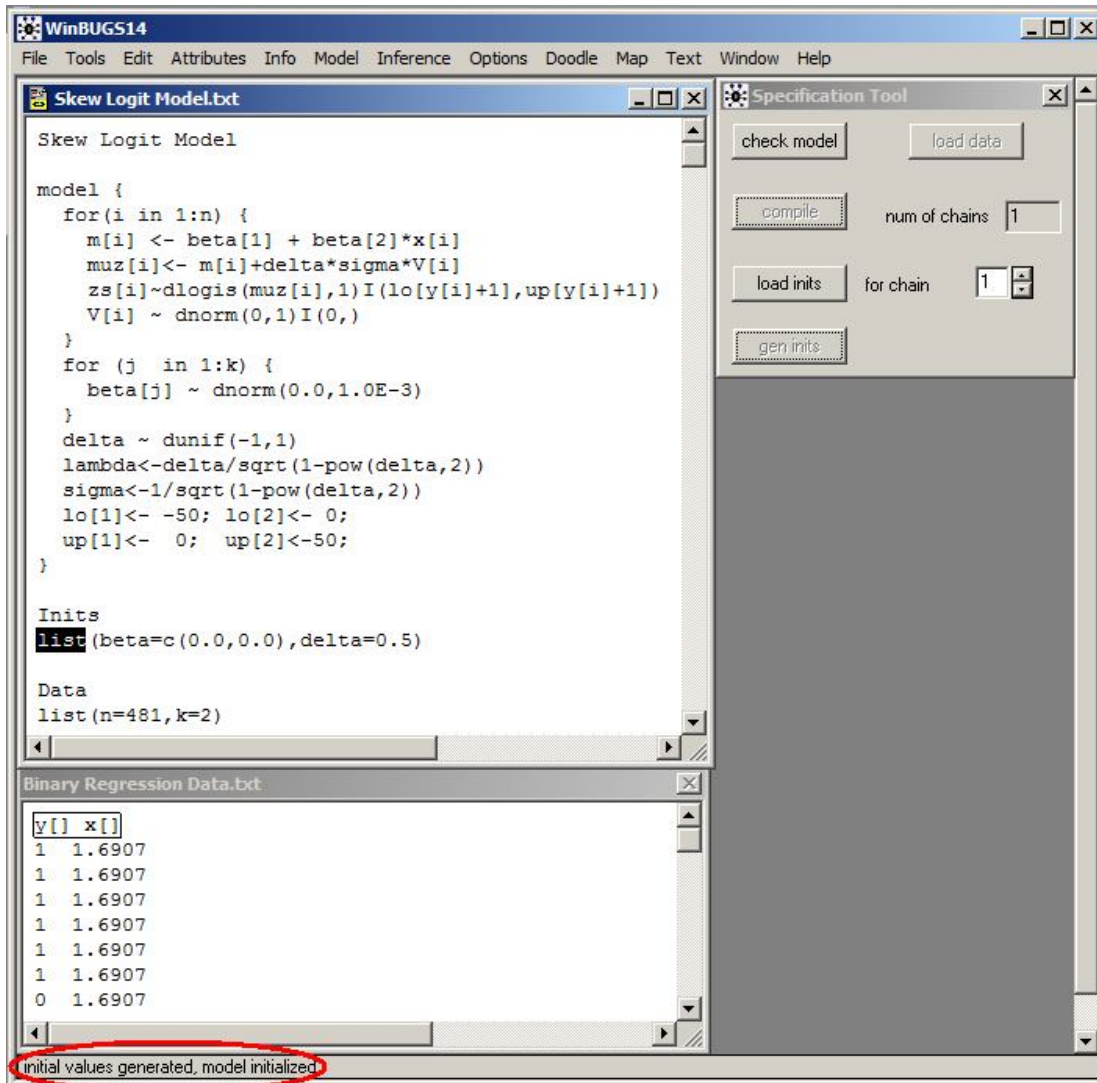 WinBUGS14
File Tools Edit Attributes Info Model Inference Options Doodle Map Text Window Help
Skew Logit Model.txt
Skew Logit Model
model {
for(i in 1:n) {
m[i] <- beta[1] + beta[2]*x[i]
muz[i]<- m[i]+delta*sigma*V[i]
zs[i]~dlogis(muz[i],1)I(lo[y[i]+1],up[y[i]+1])
V[i] ~ dnorm(0,1)I(0,)
}
for (j in 1:k) {
beta[j] ~ dnorm(0.0,1.0E-3)
}
delta ~ dunif(-1,1)
lambda<-delta/sqrt(1-pow(delta,2))
sigma<-1/sqrt(1-pow(delta,2))
lo[1]<- -50; lo[2]<- 0;
up[1]<- 0; up[2]<-50;
}
Inits
list(beta=c(0.0,0.0),delta=0.5)
Data
list(n=481,k=2)
Specification Tool
check model load data
compile num of chains 1
load inits for chain 1
gen inits
Binary Regression Data.txt
y[] x[]
1 1.6907
1 1.6907
1 1.6907
1 1.6907
1 1.6907
1 1.6907
0 1.6907
initial values generated, model initialized